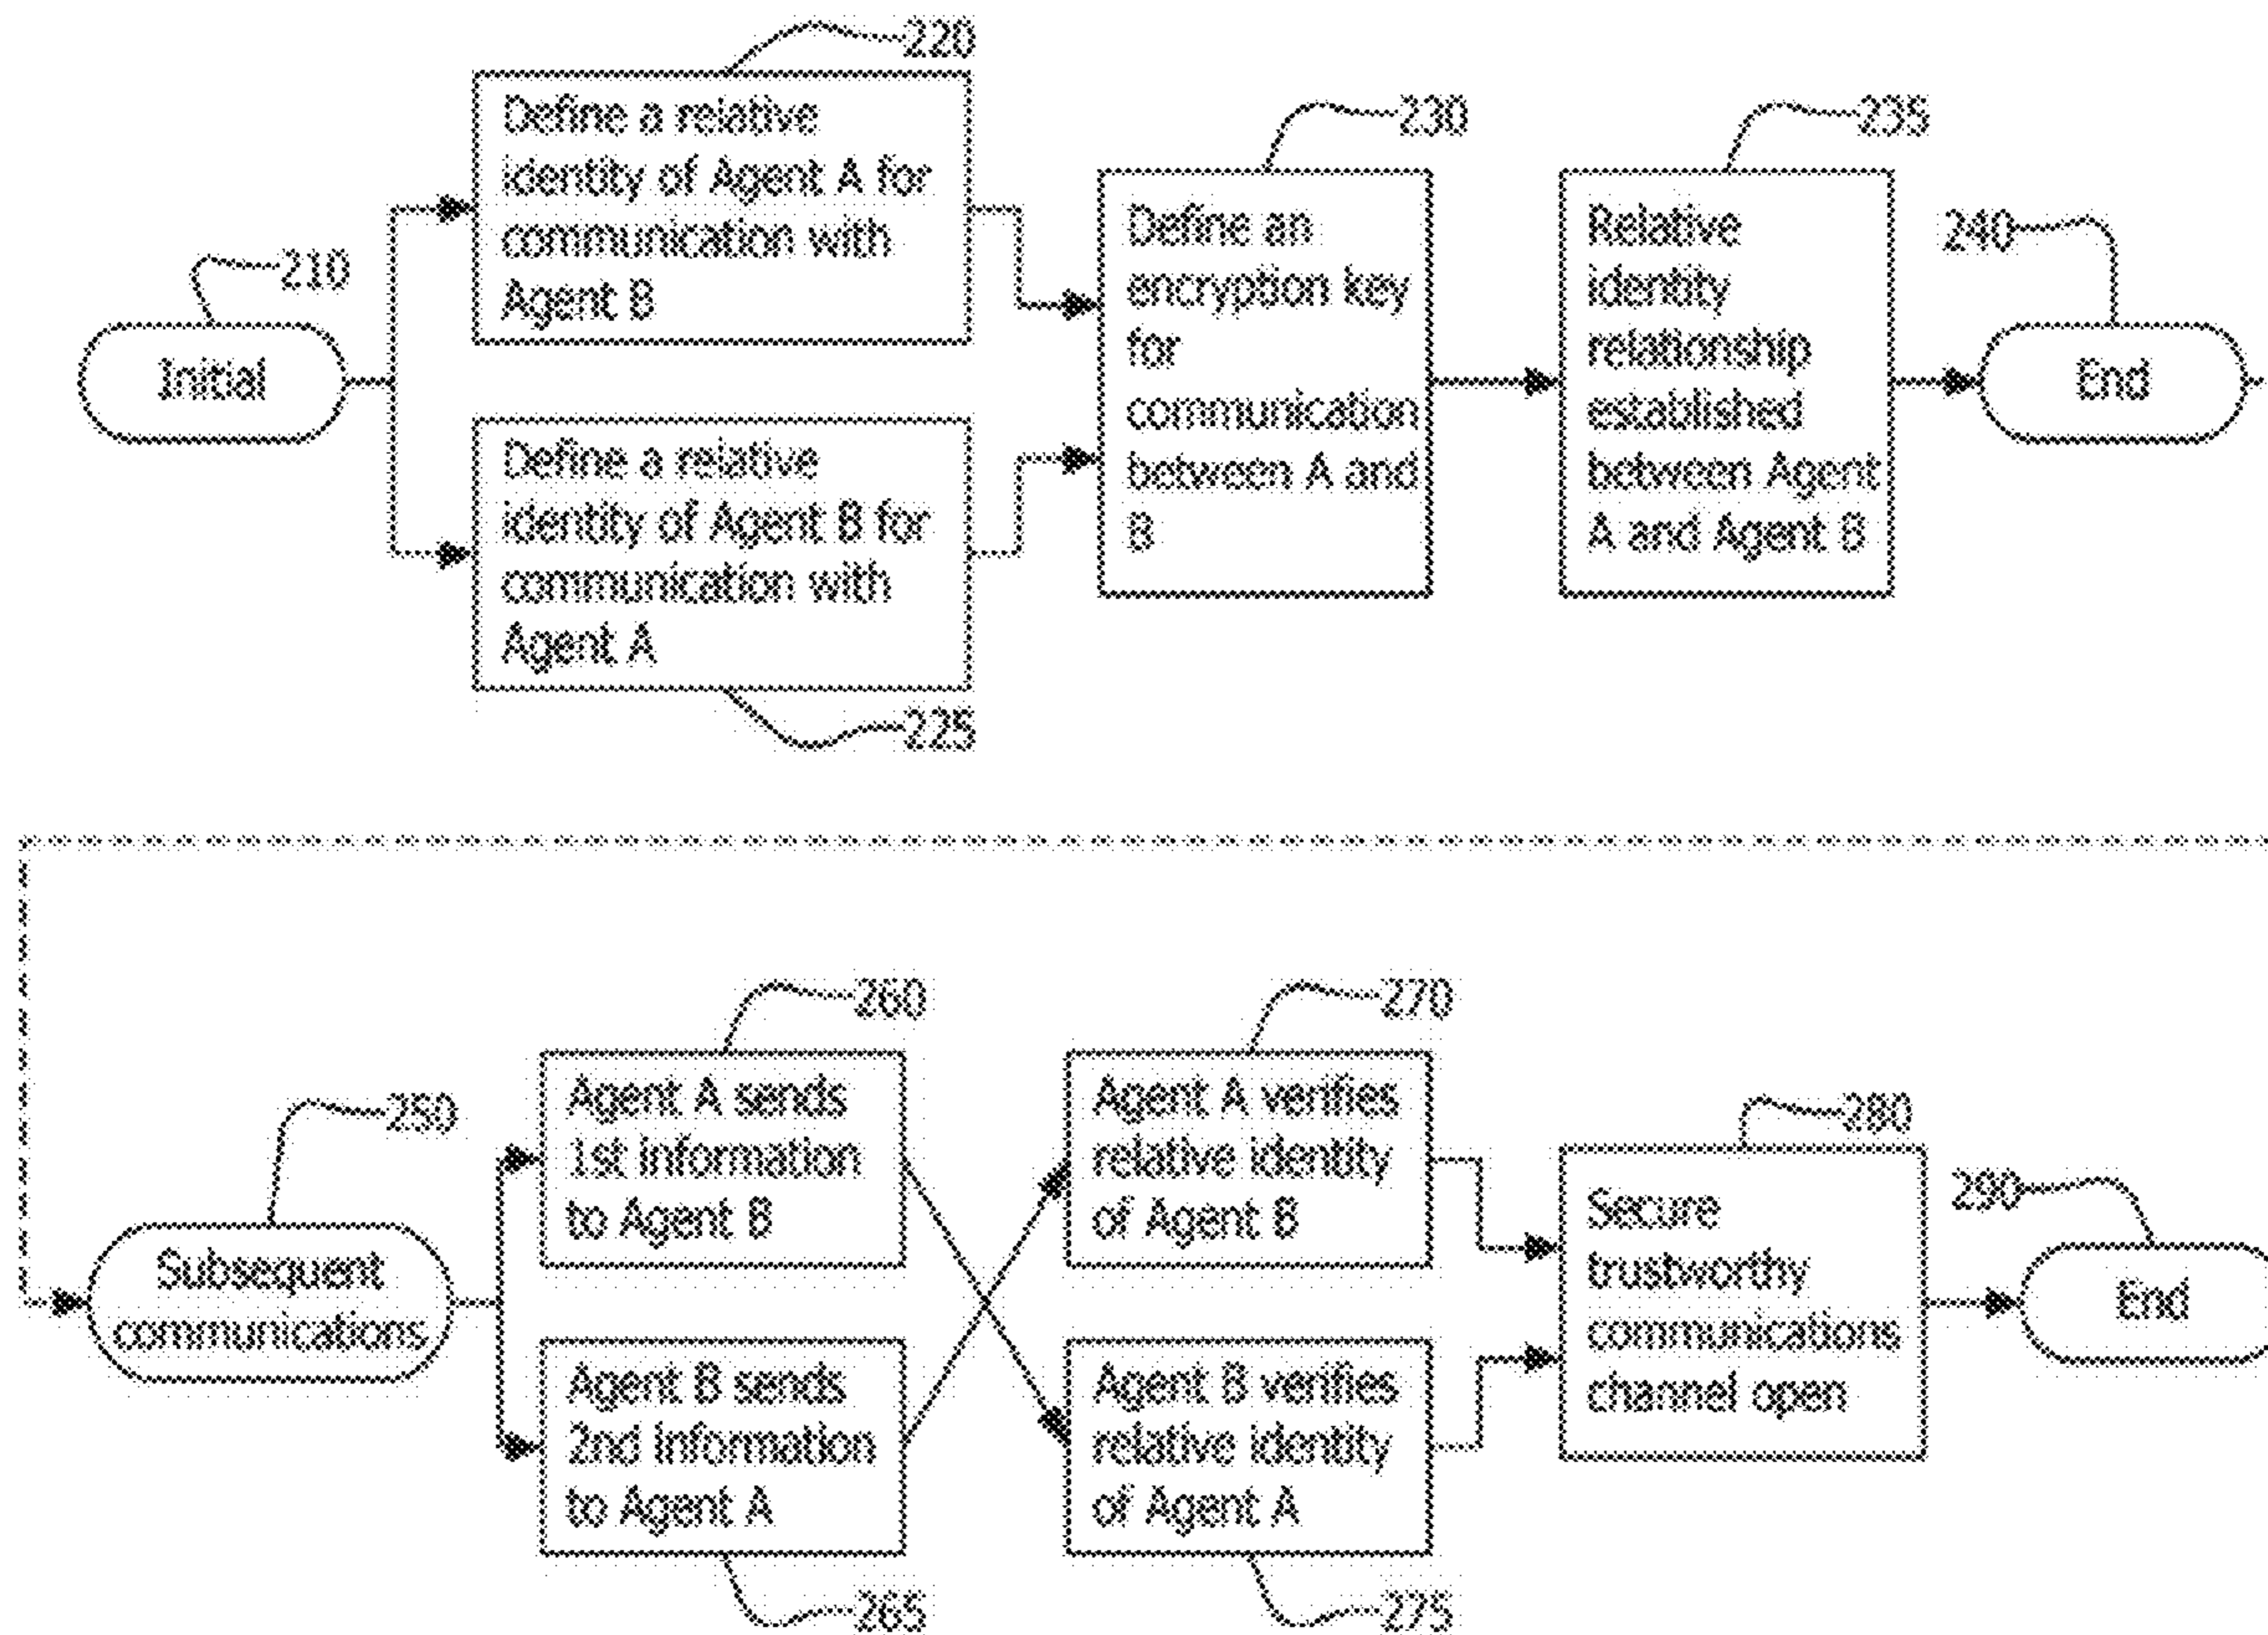 220
Define a relative
identity of Agent A for
communication with
Agent B
230
Define an
encryption key
for
communication
between A and
B
235
Relative
identity
relationship
established
between Agent
A and Agent B
240
End
210
Initial
Define a relative
identity of Agent B for
communication with
Agent A
225
250
Subsequent
communications
260
Agent A sends
1st information
to Agent B
270
Agent A verifies
relative identity
of Agent B
280
Secure
trustworthy
communications
channel open
290
End
Agent B sends
2nd information
to Agent A
265
Agent B verifies
relative identity
of Agent A
275